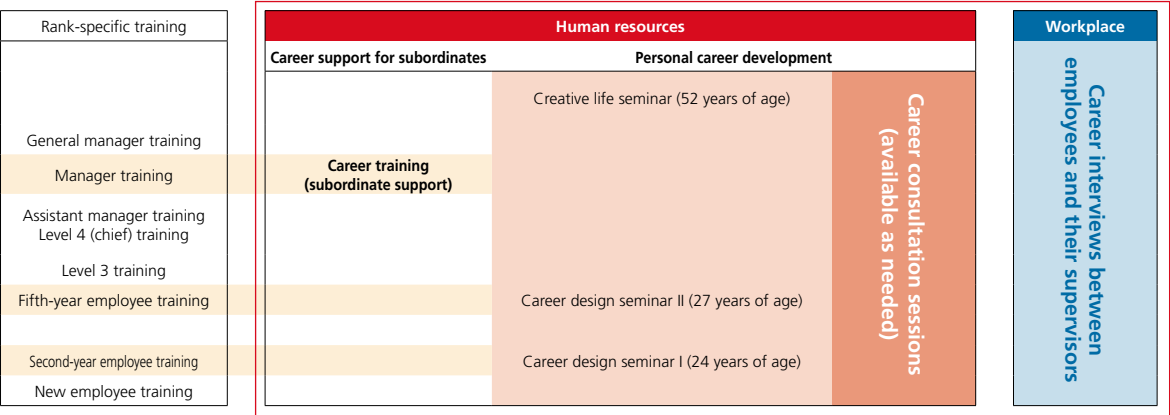 Rank-specific training
Human resources
Workplace
Career support for subordinates
Personal career development
Creative life seminar (52 years of age)
General manager training
Manager training
Career training
(subordinate support)
Assistant manager training
Level 4 (chief) training
Level 3 training
Fifth-year employee training
Career design seminar II (27 years of age)
Second-year employee training
Career design seminar I (24 years of age)
New employee training
Career consultation sessions
(available as needed)
Career interviews between
employees and their supervisors